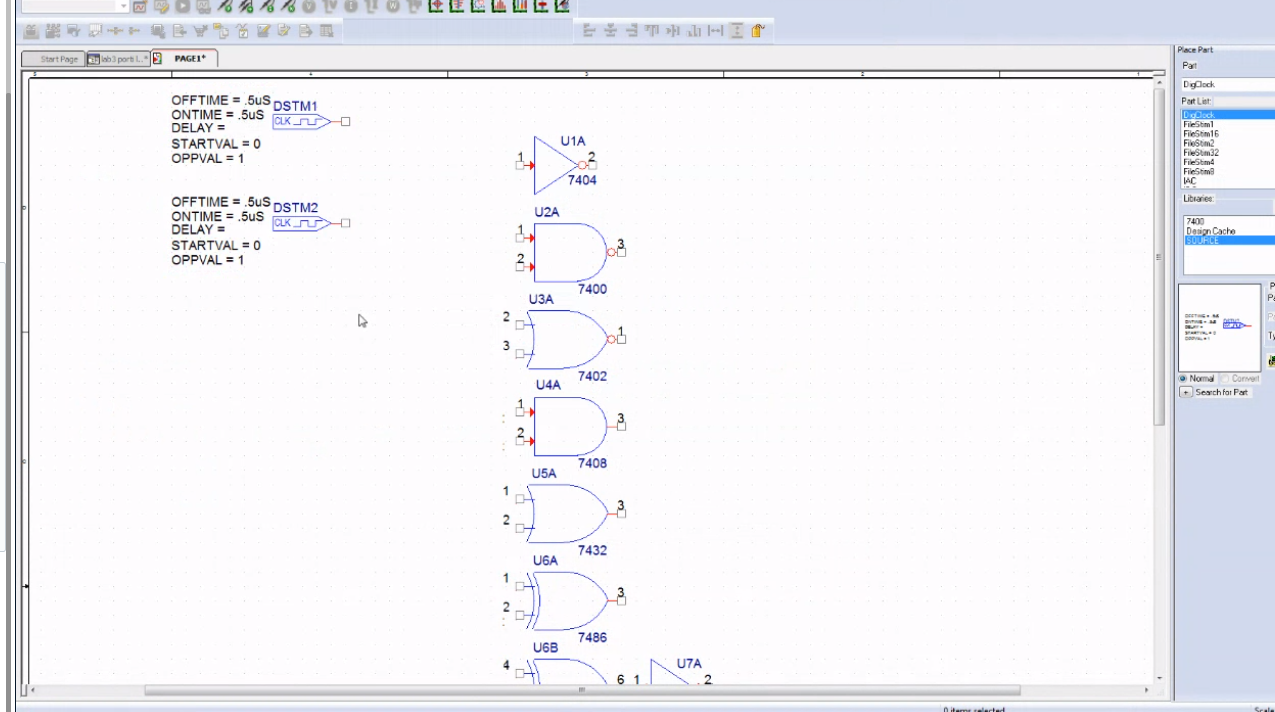 Start Page
lab3 partI i...*
PAGE1*
OFFTIME = .5uS
ONTIME = .5uS
DELAY =
STARTVAL = 0
OPPVAL = 1
DSTM1
CLK
OFFTIME = .5uS
ONTIME = .5uS
DELAY =
STARTVAL = 0
OPPVAL = 1
DSTM2
CLK
U1A
1
2
7404
U2A
1
3
2
7400
U3A
2
1
3
7402
U4A
1
3
2
7408
U5A
1
3
2
7432
U6A
1
3
2
7486
U6B
4
6
U7A
1
2
Place Part
Part
DigClock
Part List:
DigClock
FileStim1
FileStim16
FileStim2
FileStim32
FileStim4
FileStim8
IAC
Libraries:
7400
Design Cache
SOURCE
Normal
Convert
Search for Part
0 items selected
Scale